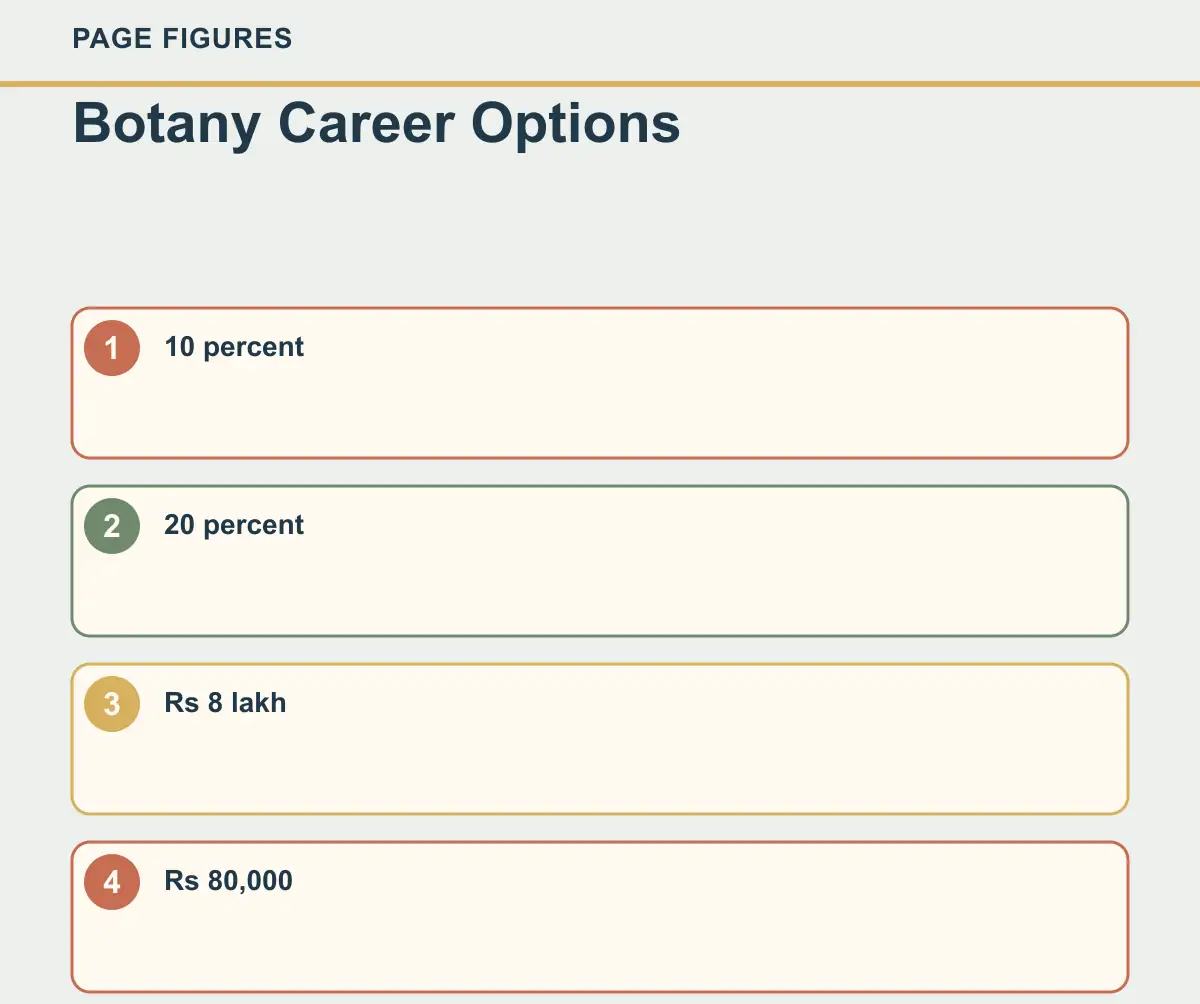 PAGE FIGURES
Botany Career Options
1 10 percent
2 20 percent
3 Rs 8 lakh
4 Rs 80,000